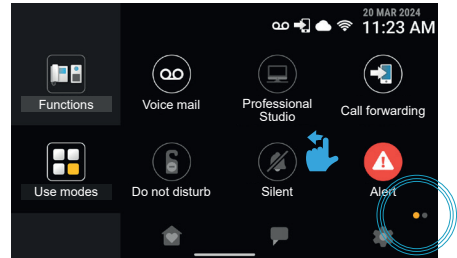 20 MAR 2024
11:23 AM
Functions
Voice mail
Professional
Studio
Call forwarding
Use modes
Do not disturb
Silent
Alert